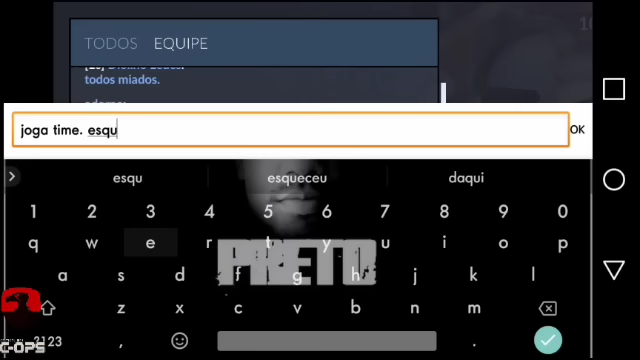 TODOS EQUIPE
todos miados.
joga time. esqu
OK
esqu esqueceu daqui
1 2 3 4 5 6 7 8 9 0
q w e r t y u i o p
PRETO
a s d f g h j k l
z x c v b n m
?123 , .
C-OPS